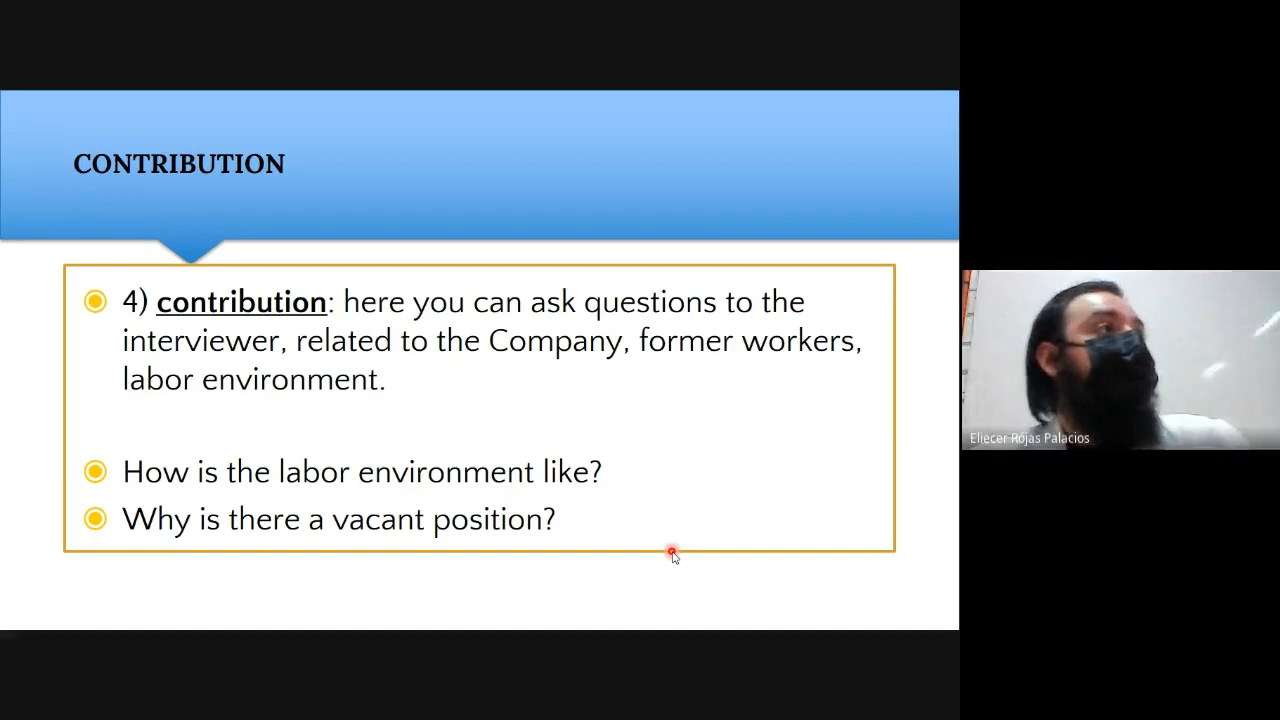 CONTRIBUTION
4) contribution: here you can ask questions to the
interviewer, related to the Company, former workers,
labor environment.
How is the labor environment like?
Why is there a vacant position?
Eliecer Rojas Palacios